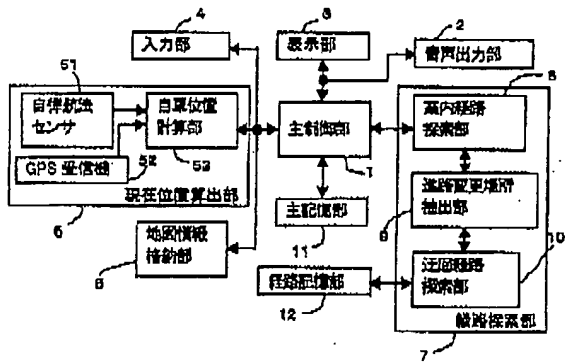 4
入力部
3
表示部
2
音声出力部
51
自律航法
センサ
自車位置
計算部
53
GPS 受信機
52
現在位置算出部
5
主制御部
1
8
案内経路
探索部
進路変更場所
抽出部
9
迂回経路
探索部
10
経路探索部
7
主記憶部
11
地図情報
格納部
6
経路記憶部
12